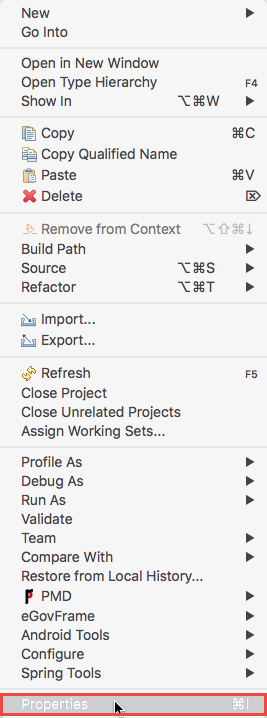 New ▶
Go Into
Open in New Window
Open Type Hierarchy F4
Show In ⌥⌘W ▶
Copy ⌘C
Copy Qualified Name
Paste ⌘V
Delete ⌦
Remove from Context ⌥⇧⌘↓
Build Path ▶
Source ⌥⌘S ▶
Refactor ⌥⌘T ▶
Import...
Export...
Refresh F5
Close Project
Close Unrelated Projects
Assign Working Sets...
Profile As ▶
Debug As ▶
Run As ▶
Validate
Team ▶
Compare With ▶
Restore from Local History...
PMD ▶
eGovFrame ▶
Android Tools ▶
Configure ▶
Spring Tools ▶
Properties ⌘I